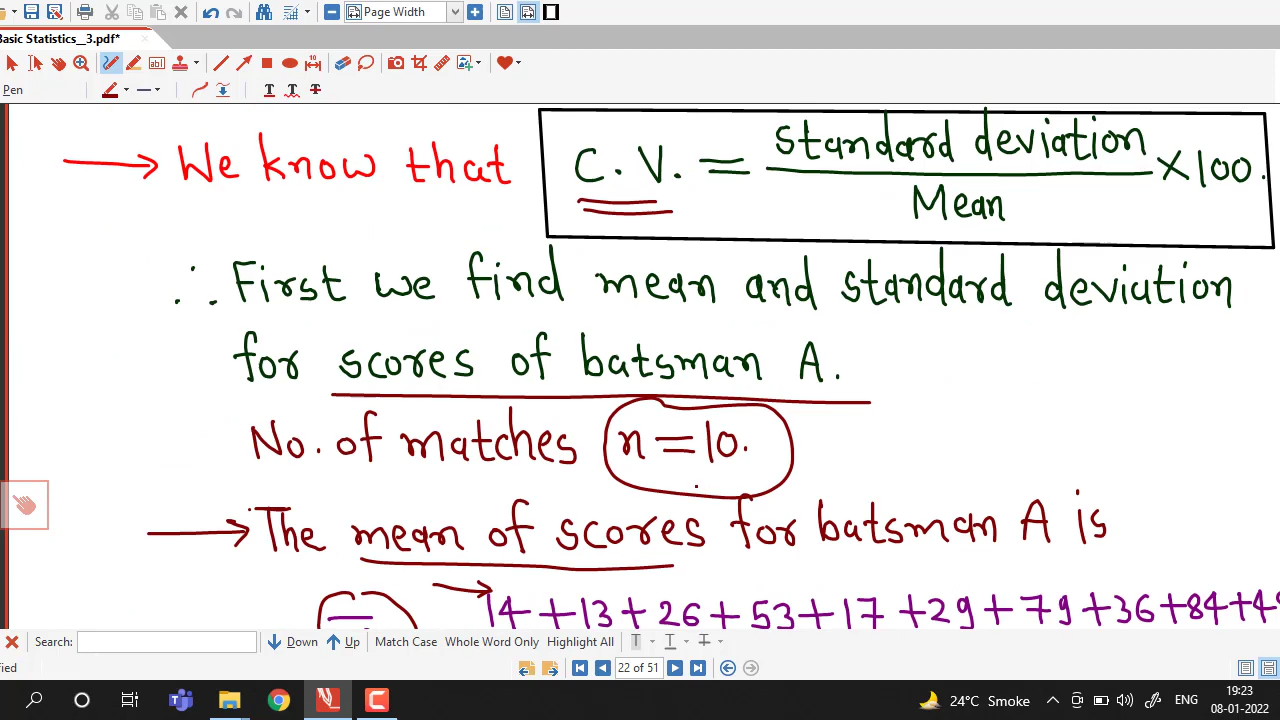 Page Width
Basic Statistics__3.pdf*
Pen
→ We know that C.V. = Standard deviation / Mean × 100.
∴ First we find mean and standard deviation
for scores of batsman A.
No. of matches n = 10.
→ The mean of scores for batsman A is
14 + 13 + 26 + 53 + 17 + 29 + 79 + 36 + 84 + 4
Search: Down Up Match Case Whole Word Only Highlight All T T T
fied 22 of 51
24°C Smoke ENG 19:23
08-01-2022